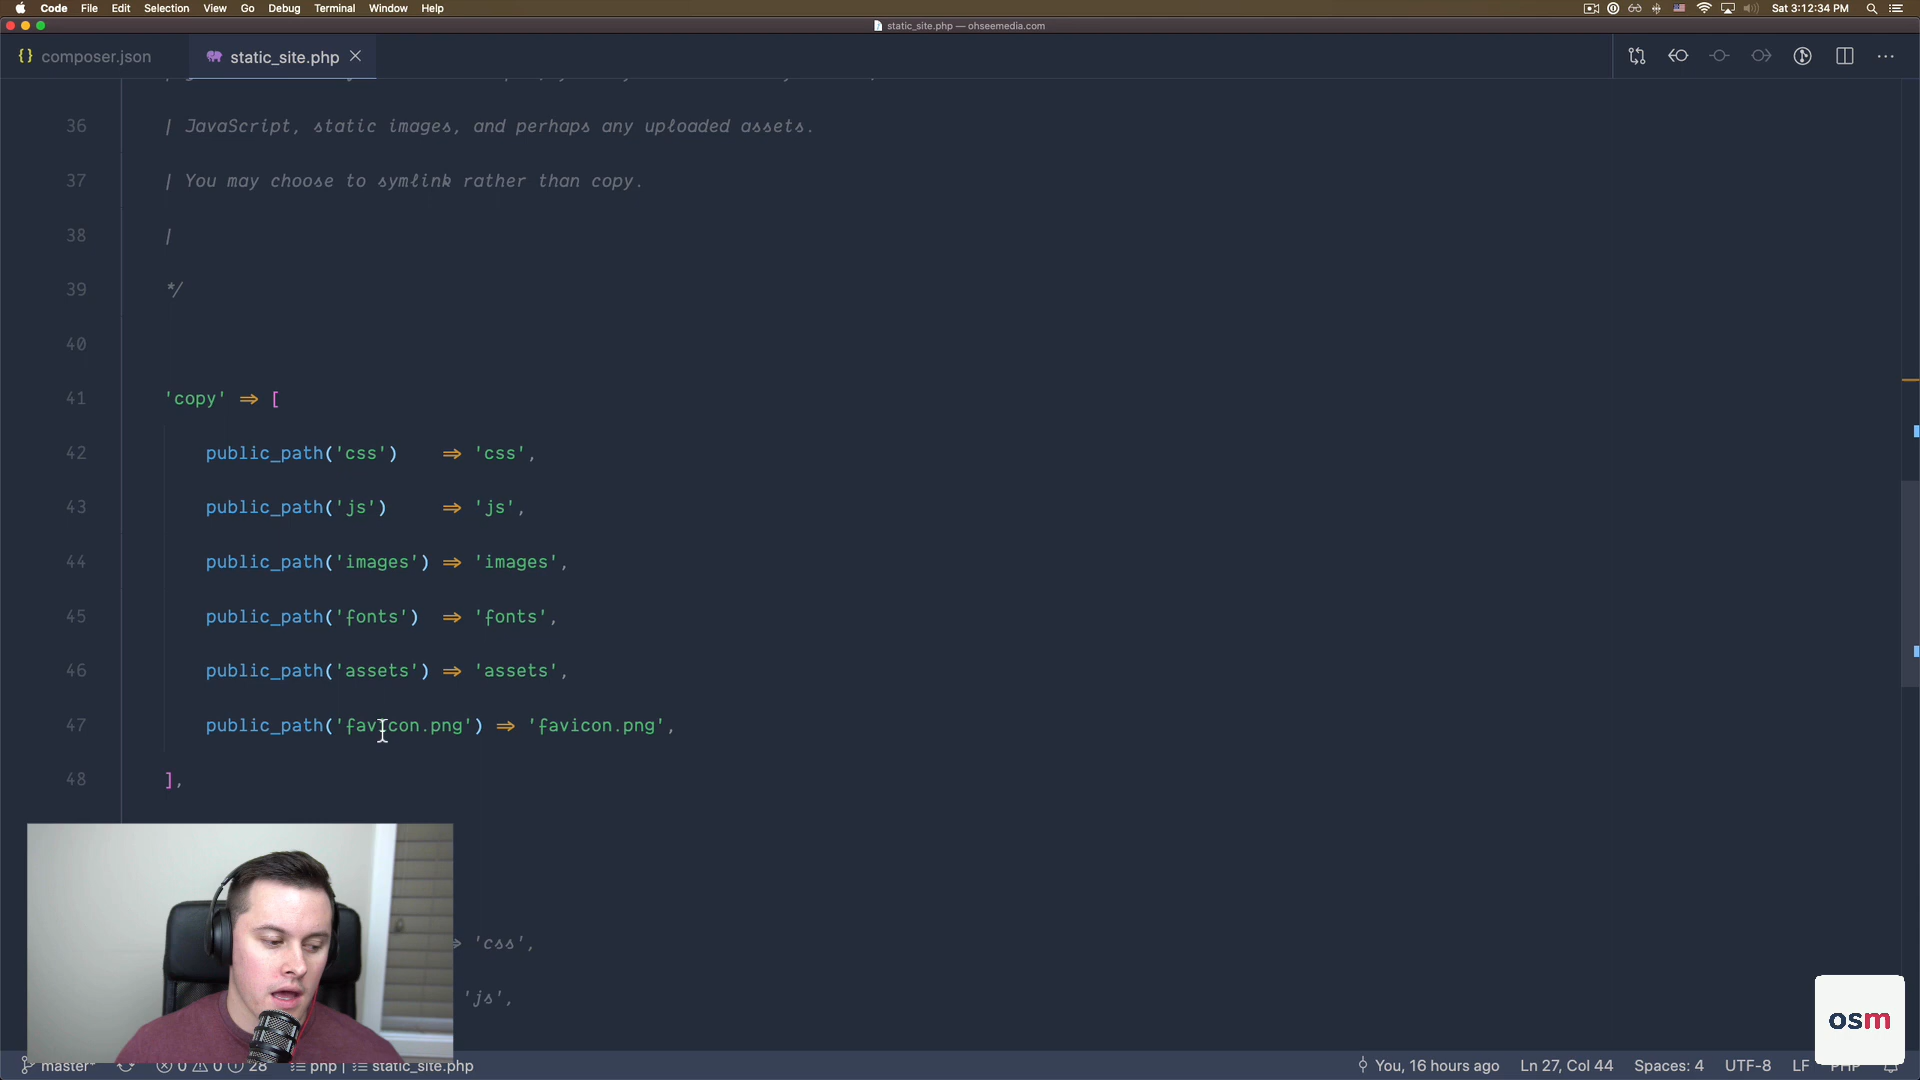 Code File Edit Selection View Go Debug Terminal Window Help Sat 3:12:34 PM
static_site.php — ohseemedia.com
{} composer.json static_site.php
36 | JavaScript, static images, and perhaps any uploaded assets.
37 | You may choose to symlink rather than copy.
38 |
39 */
40
41 'copy' => [
42 public_path('css') => 'css',
43 public_path('js') => 'js',
44 public_path('images') => 'images',
45 public_path('fonts') => 'fonts',
46 public_path('assets') => 'assets',
47 public_path('favicon.png') => 'favicon.png',
48 ],
'css',
'js',
osm
master* 0 0 28 php | static_site.php You, 16 hours ago Ln 27, Col 44 Spaces: 4 UTF-8 LF PHP